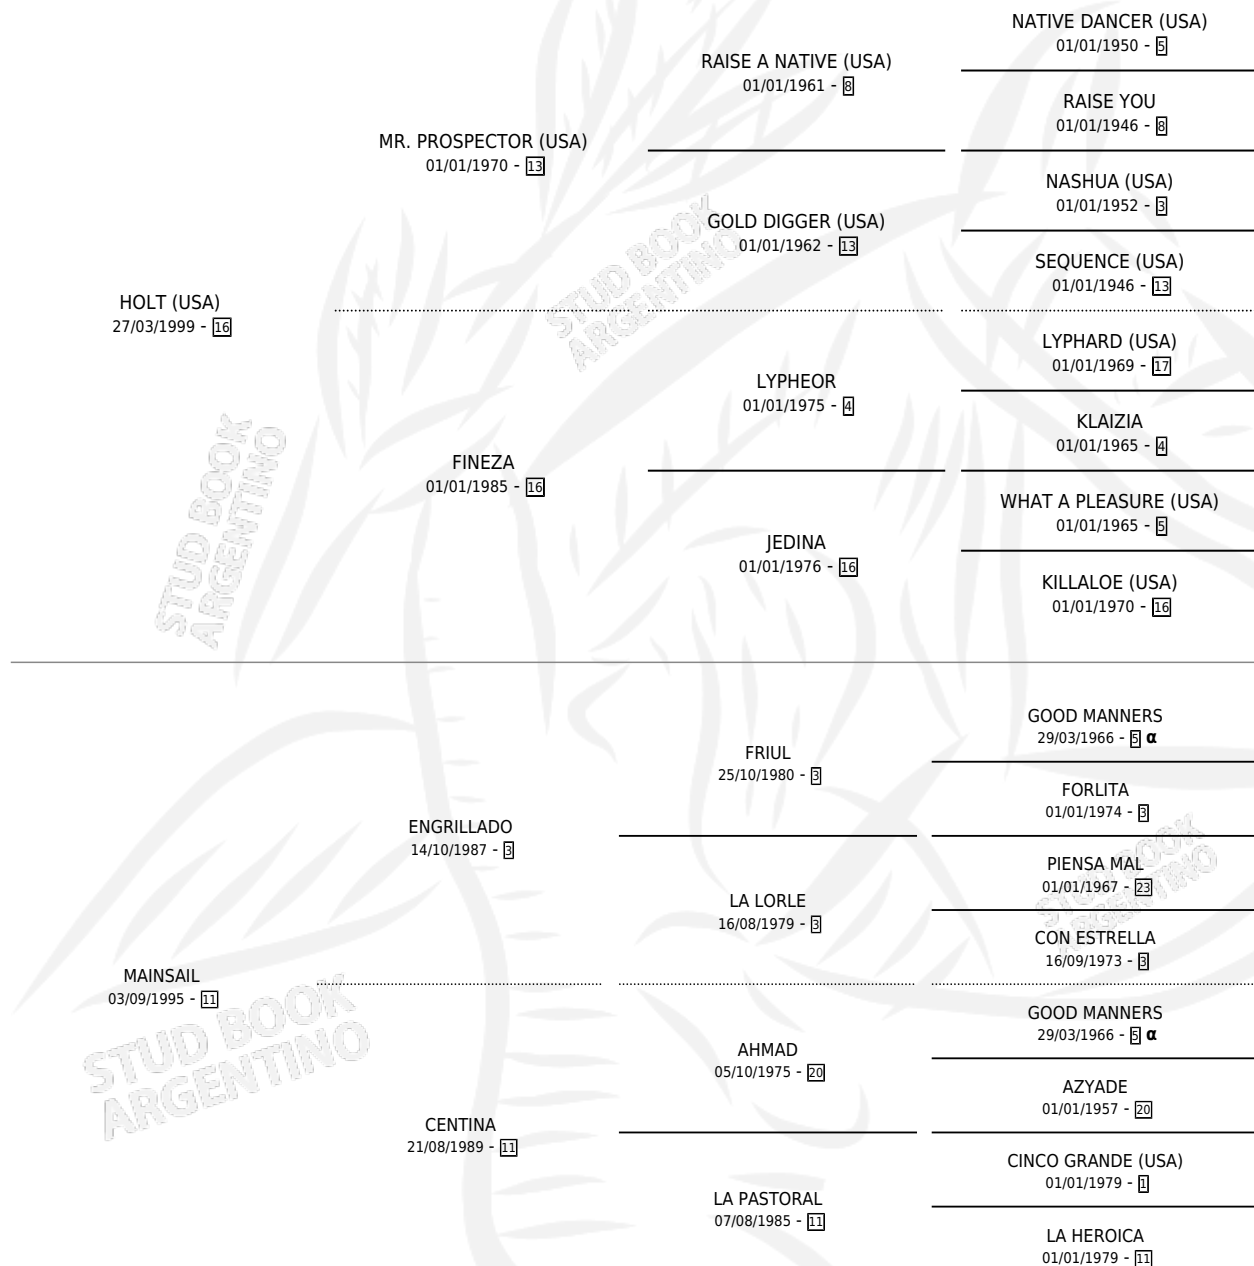 NATIVE DANCER (USA)
01/01/1950 - 5
RAISE A NATIVE (USA)
01/01/1961 - 8
RAISE YOU
01/01/1946 - 8
MR. PROSPECTOR (USA)
01/01/1970 - 13
NASHUA (USA)
01/01/1952 - 3
GOLD DIGGER (USA)
01/01/1962 - 13
SEQUENCE (USA)
01/01/1946 - 13
HOLT (USA)
27/03/1999 - 16
LYPHARD (USA)
01/01/1969 - 17
LYPHEOR
01/01/1975 - 4
KLAIZIA
01/01/1965 - 4
FINEZA
01/01/1985 - 16
WHAT A PLEASURE (USA)
01/01/1965 - 5
JEDINA
01/01/1976 - 16
KILLALOE (USA)
01/01/1970 - 16
GOOD MANNERS
29/03/1966 - 5 α
FRIUL
25/10/1980 - 3
FORLITA
01/01/1974 - 3
ENGRILLADO
14/10/1987 - 3
PIENSA MAL
01/01/1967 - 23
LA LORLE
16/08/1979 - 3
CON ESTRELLA
16/09/1973 - 3
MAINSAIL
03/09/1995 - 11
GOOD MANNERS
29/03/1966 - 5 α
AHMAD
05/10/1975 - 20
AZYADE
01/01/1957 - 20
CENTINA
21/08/1989 - 11
CINCO GRANDE (USA)
01/01/1979 - 1
LA PASTORAL
07/08/1985 - 11
LA HEROICA
01/01/1979 - 11
STUD BOOK
ARGENTINO
STUD BOOK
ARGENTINO
STUD BOOK
ARGENTINO
STUD BOOK
ARGENTINO